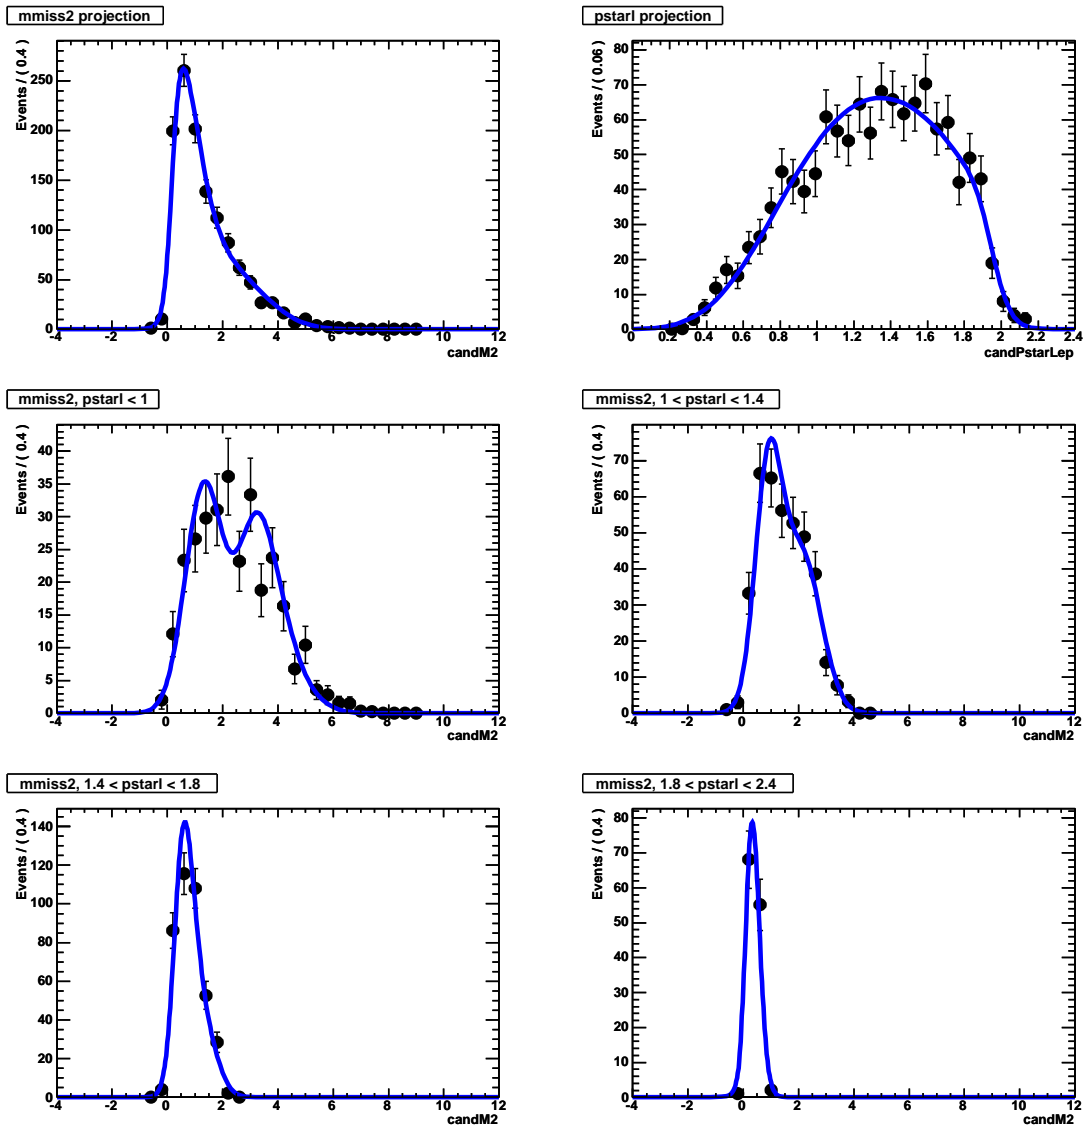 mmiss2 projection
Events / ( 0.4 )
0
50
100
150
200
250
-4 -2 0 2 4 6 8 10 12
candM2
pstarl projection
Events / ( 0.06 )
0
10
20
30
40
50
60
70
80
0 0.2 0.4 0.6 0.8 1 1.2 1.4 1.6 1.8 2 2.2 2.4
candPstarLep
mmiss2, pstarl < 1
Events / ( 0.4 )
0
5
10
15
20
25
30
35
40
-4 -2 0 2 4 6 8 10 12
candM2
mmiss2, 1 < pstarl < 1.4
Events / ( 0.4 )
0
10
20
30
40
50
60
70
-4 -2 0 2 4 6 8 10 12
candM2
mmiss2, 1.4 < pstarl < 1.8
Events / ( 0.4 )
0
20
40
60
80
100
120
140
-4 -2 0 2 4 6 8 10 12
candM2
mmiss2, 1.8 < pstarl < 2.4
Events / ( 0.4 )
0
10
20
30
40
50
60
70
80
-4 -2 0 2 4 6 8 10 12
candM2